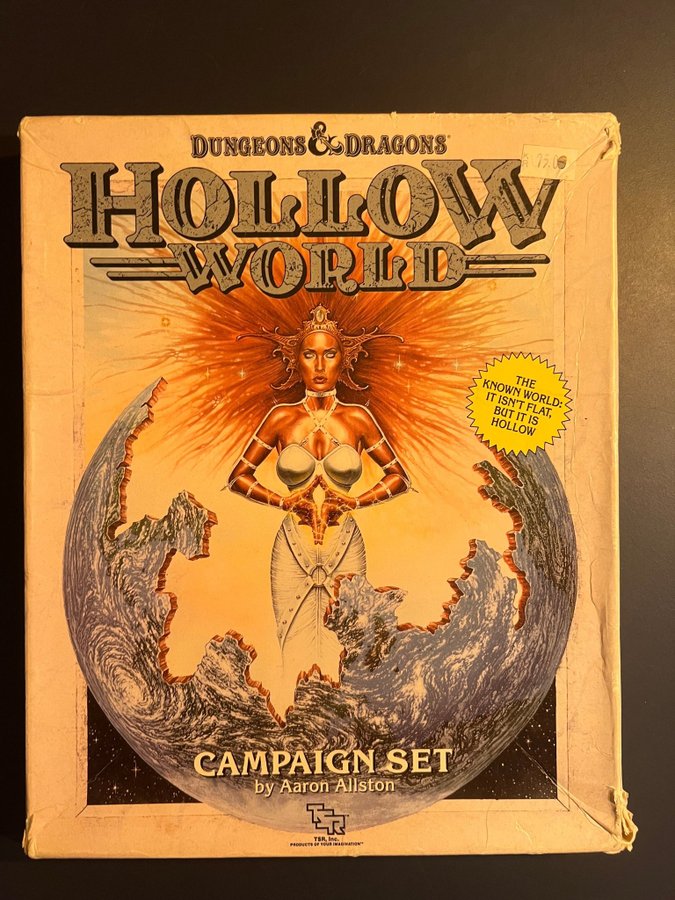 DUNGEONS & DRAGONS®
HOLLOW
WORLD
THE
KNOWN WORLD:
IT ISN'T FLAT,
BUT IT IS
HOLLOW
CAMPAIGN SET
by Aaron Allston
TSR
TSR, Inc.
PRODUCTS OF YOUR IMAGINATION™